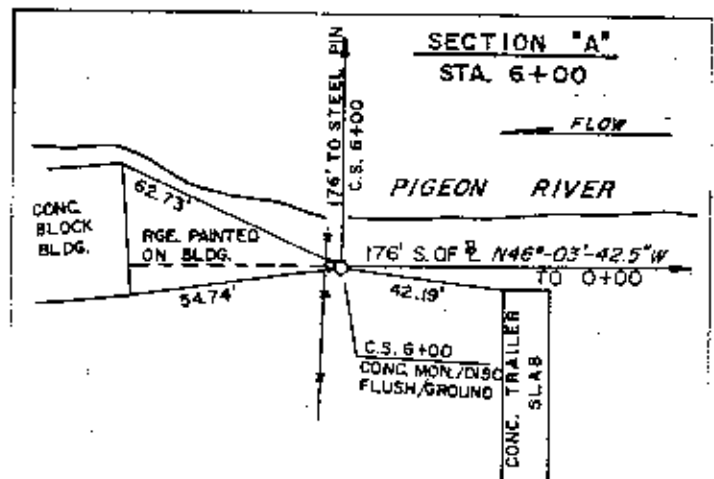 SECTION "A"
STA. 6+00
FLOW
176' TO STEEL PIN
C.S. 6+00
PIGEON RIVER
62.73'
CONC.
BLOCK
BLDG.
RGE. PAINTED
ON BLDG.
176' S. OF ℞ N46°-03'-42.5"W
TO 0+00
54.74'
42.19'
C.S. 6+00
CONC. MON./DISC
FLUSH/GROUND
CONC. TRAILER
SLAB